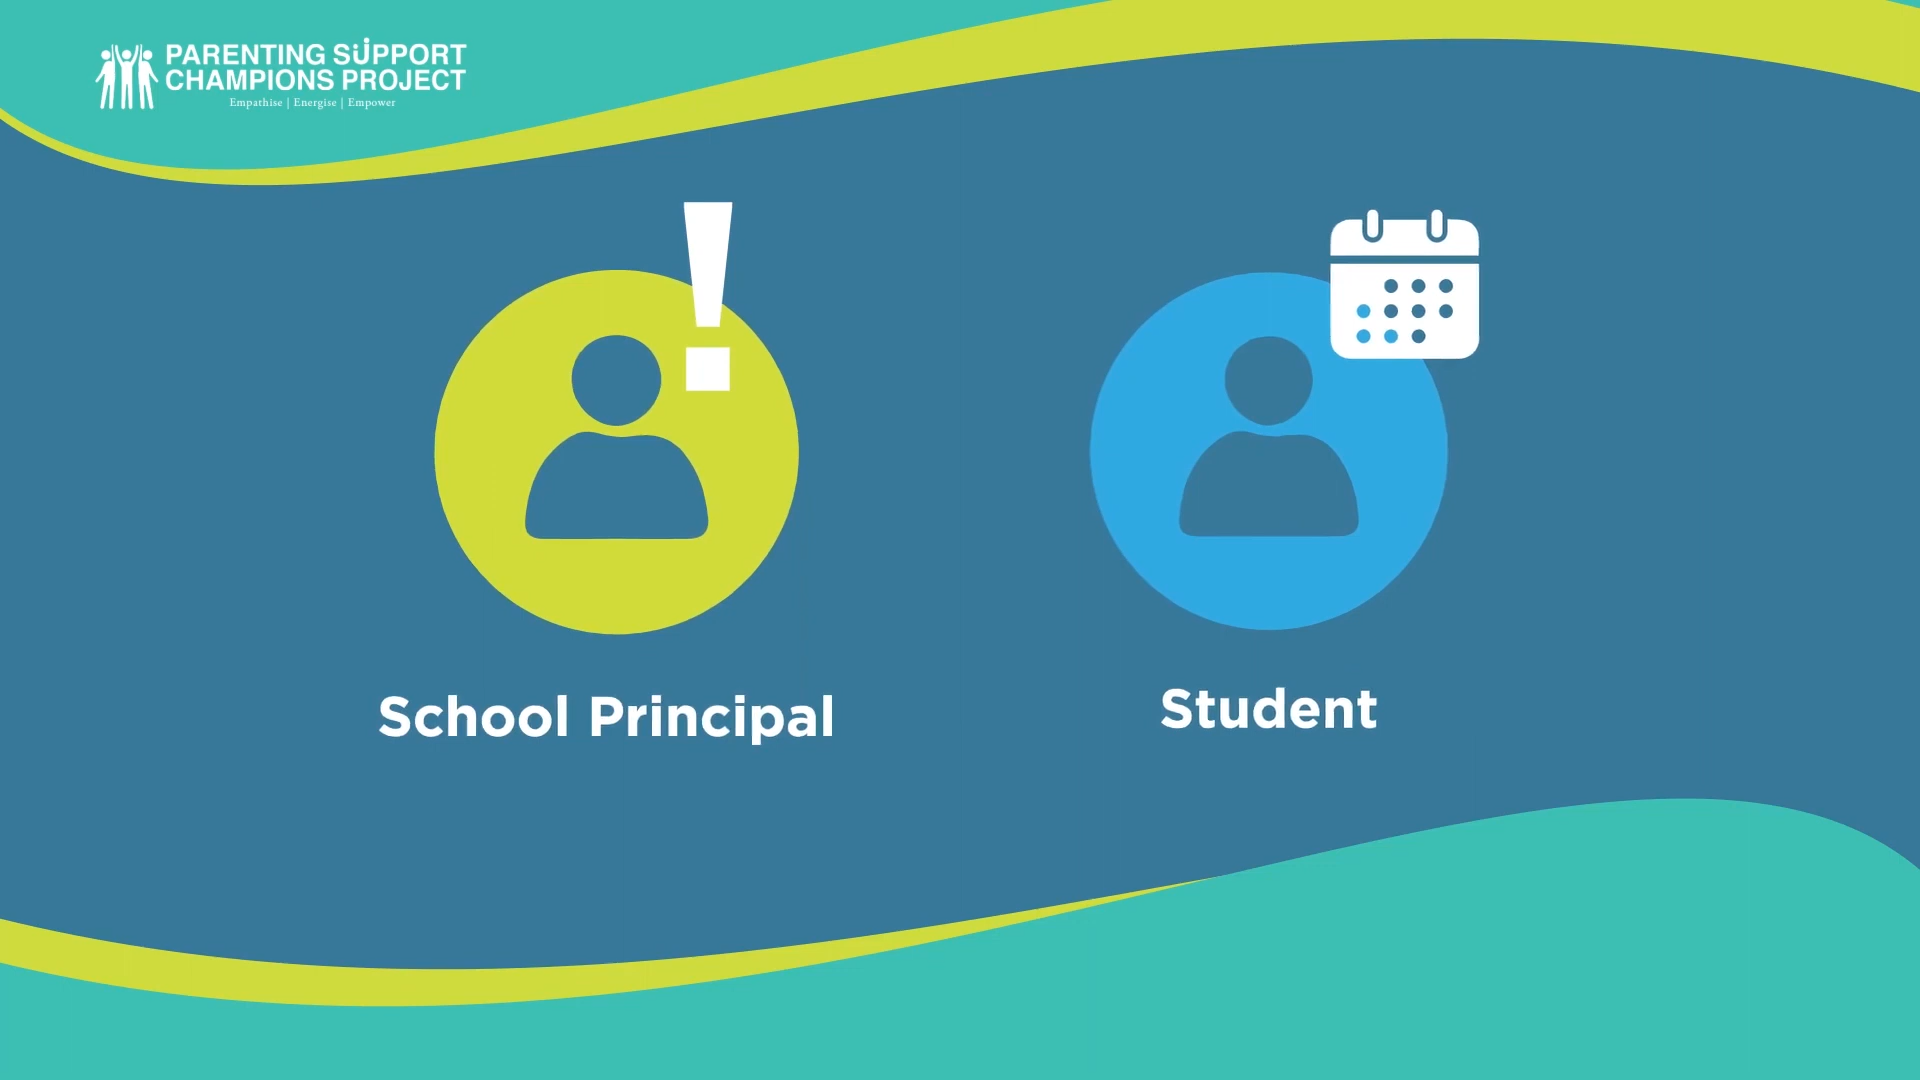 PARENTING SUPPORT
CHAMPIONS PROJECT
Empathise | Energise | Empower
School Principal
Student